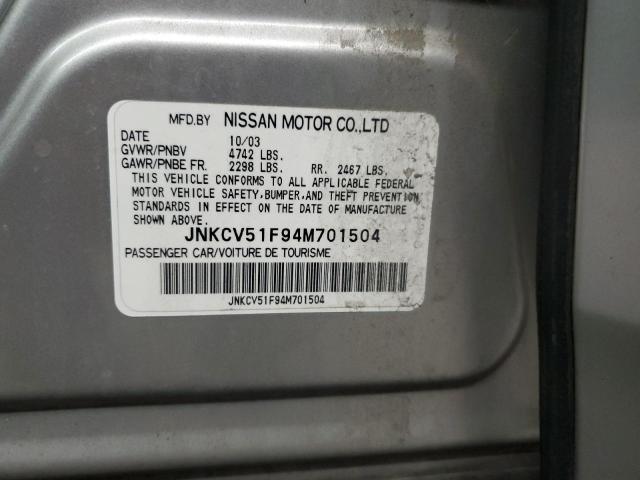 MFD.BY NISSAN MOTOR CO.,LTD
DATE 10/03
GVWR/PNBV 4742 LBS.
GAWR/PNBE FR. 2298 LBS. RR. 2467 LBS.
THIS VEHICLE CONFORMS TO ALL APPLICABLE FEDERAL
MOTOR VEHICLE SAFETY,BUMPER,AND THEFT PREVENTION
STANDARDS IN EFFECT ON THE DATE OF MANUFACTURE
SHOWN ABOVE.
JNKCV51F94M701504
PASSENGER CAR/VOITURE DE TOURISME
JNKCV51F94M701504